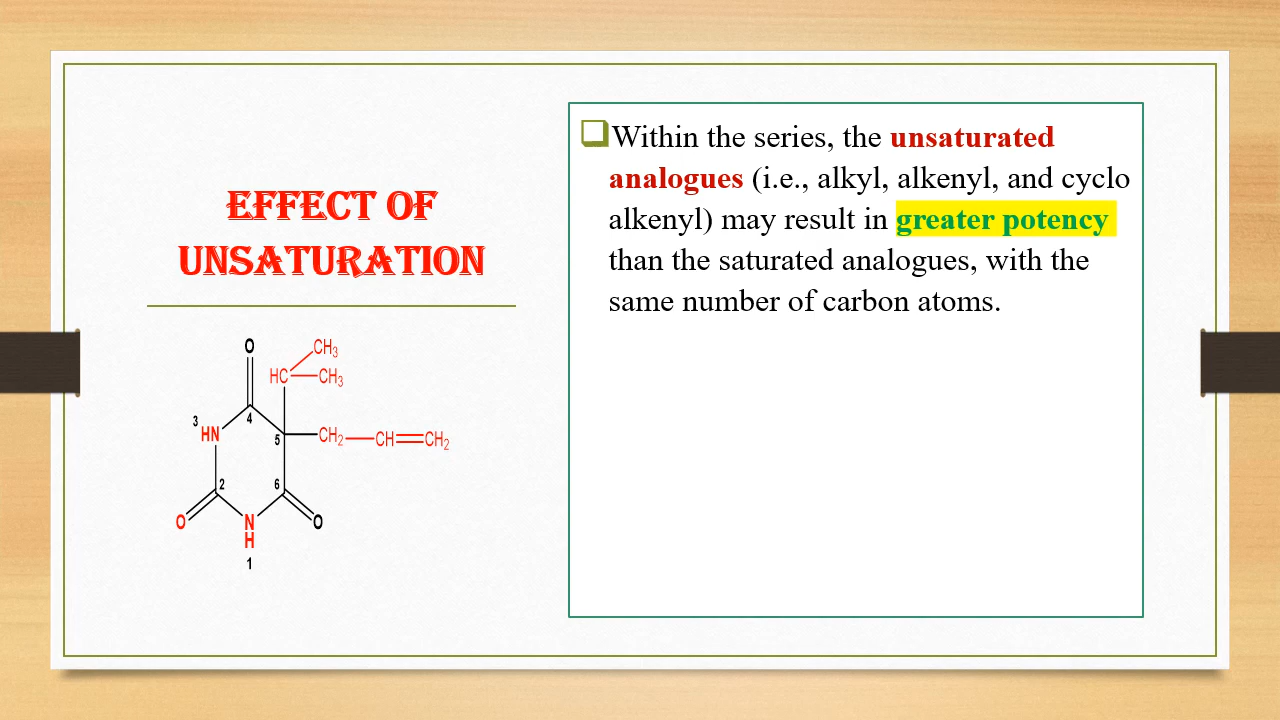 EFFECT OF
UNSATURATION
❑Within the series, the unsaturated
analogues (i.e., alkyl, alkenyl, and cyclo
alkenyl) may result in greater potency
than the saturated analogues, with the
same number of carbon atoms.
O
CH3
HC
CH3
3
4
HN
5
CH2
CH
CH2
2
6
O
N
H
O
1